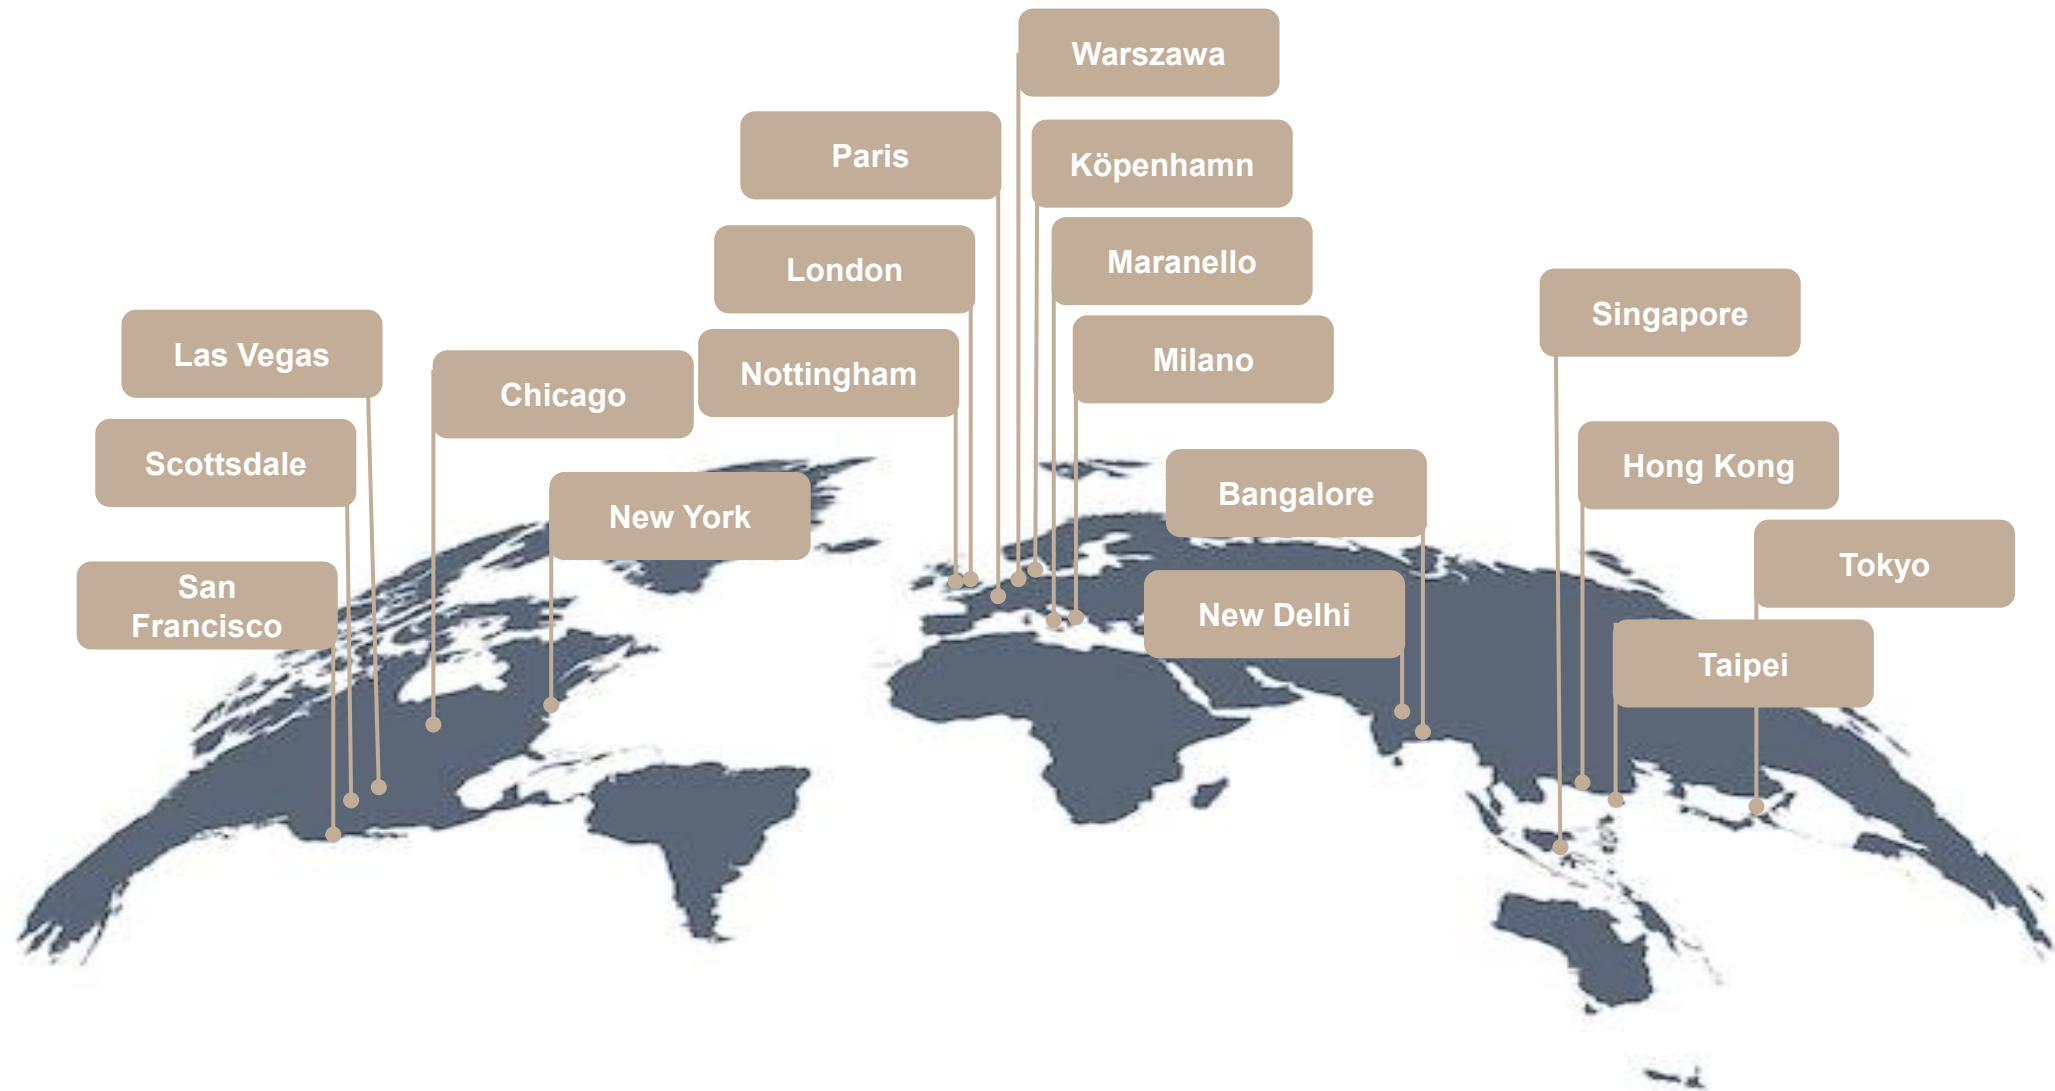 Warszawa
Paris
Köpenhamn
London
Maranello
Singapore
Las Vegas
Nottingham
Milano
Chicago
Scottsdale
Hong Kong
Bangalore
New York
Tokyo
San
Francisco
New Delhi
Taipei